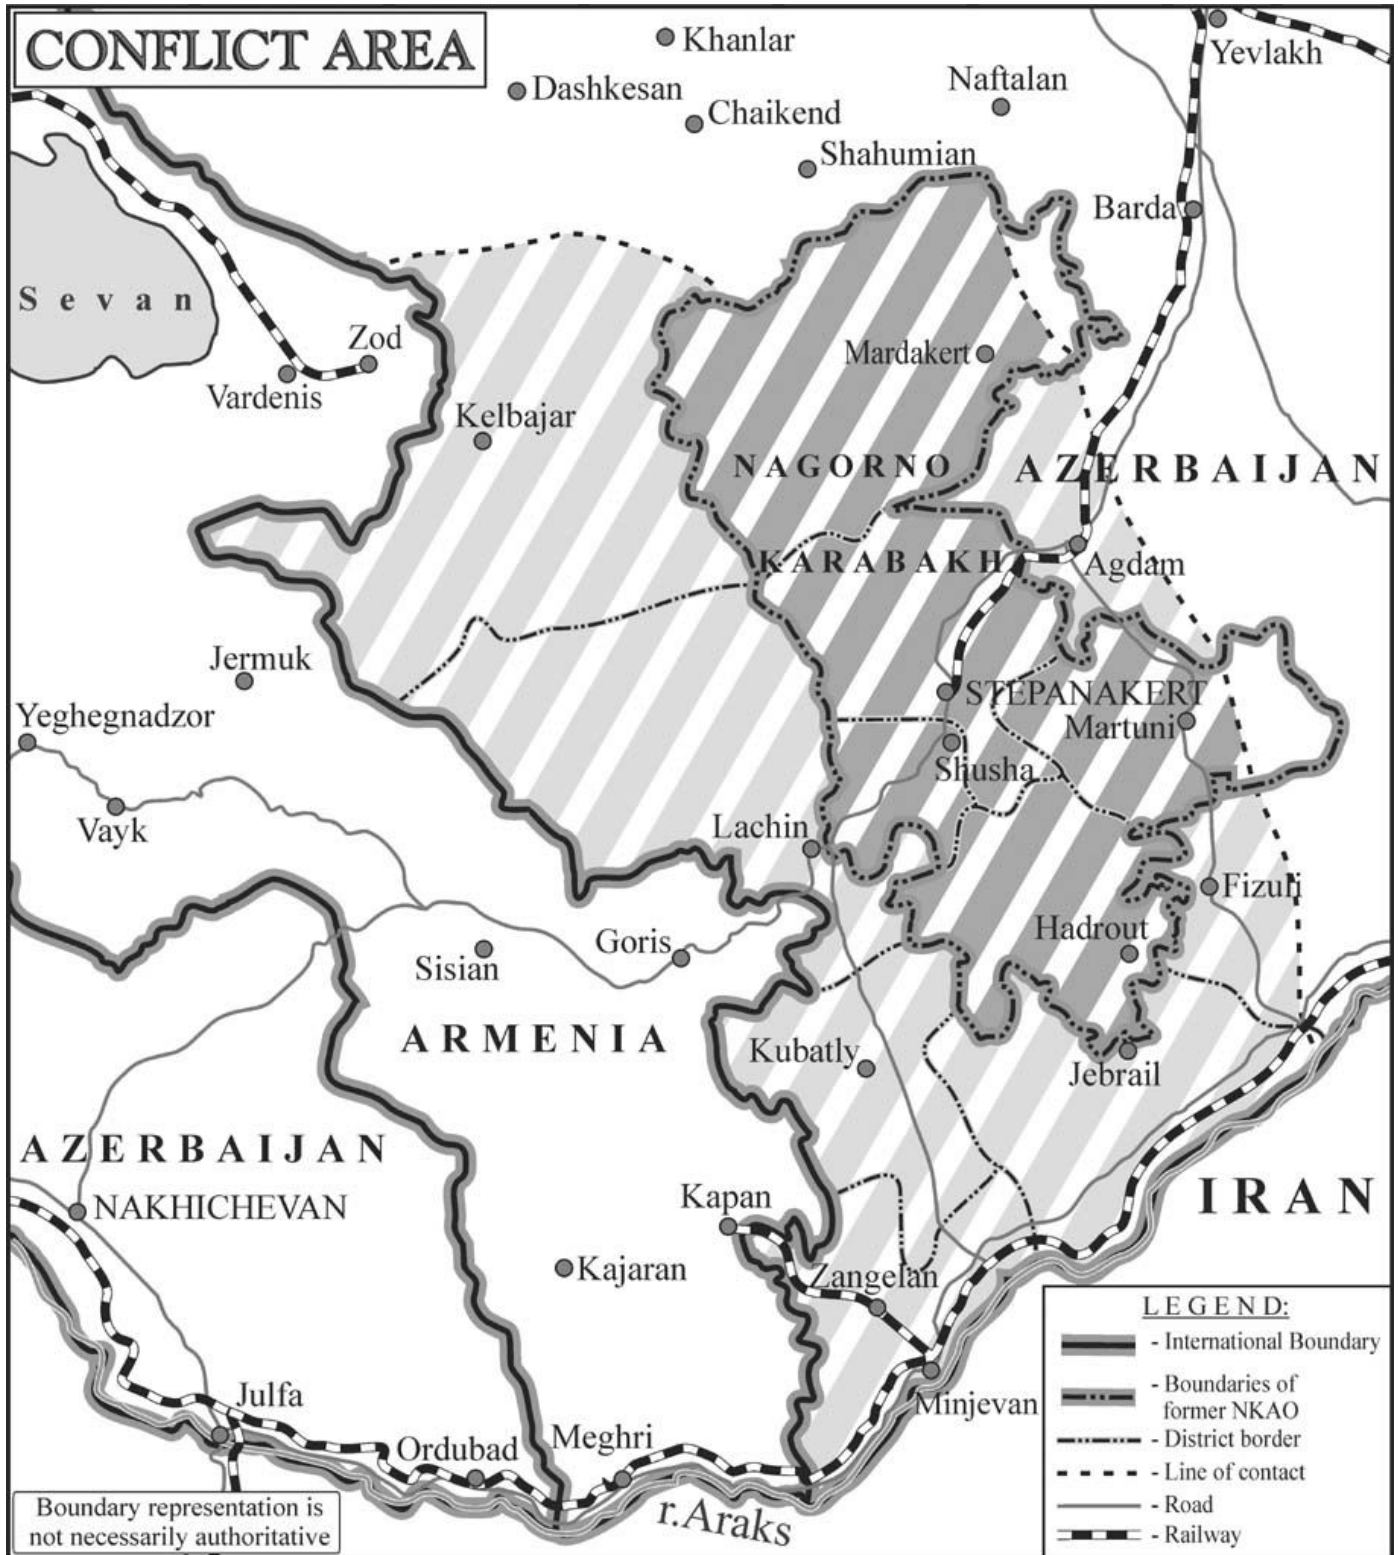 CONFLICT AREA
Khanlar
Yevlakh
Dashkesan
Naftalan
Chaikend
Shahumian
Barda
Sevan
Zod
Mardakert
Vardenis
Kelbajar
NAGORNO
AZERBAIJAN
KARABAKH
Agdam
Jermuk
STEPANAKERT
Yeghegnadzor
Martuni
Shusha
Vayk
Lachin
Fizuli
Hadrout
Goris
Sisian
ARMENIA
Kubatly
Jebrail
AZERBAIJAN
IRAN
Kapan
NAKHICHEVAN
Kajaran
Zangelan
Minjevan
Julfa
Ordubad
Meghri
r.Araks
LEGEND:
- International Boundary
- Boundaries of
former NKAO
- District border
- Line of contact
- Road
- Railway
Boundary representation is
not necessarily authoritative